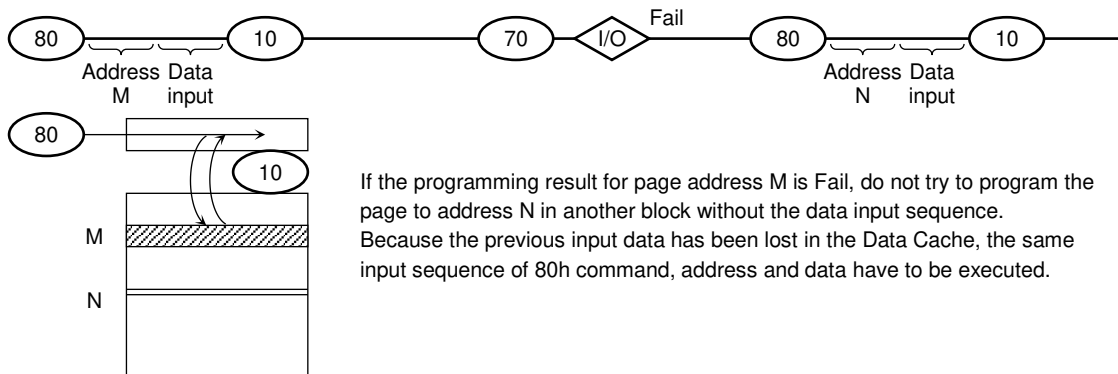 Fail
80 10 70 I/O 80 10
Address Data Address Data
M input N input
80
10
If the programming result for page address M is Fail, do not try to program the
page to address N in another block without the data input sequence.
M
Because the previous input data has been lost in the Data Cache, the same
input sequence of 80h command, address and data have to be executed.
N